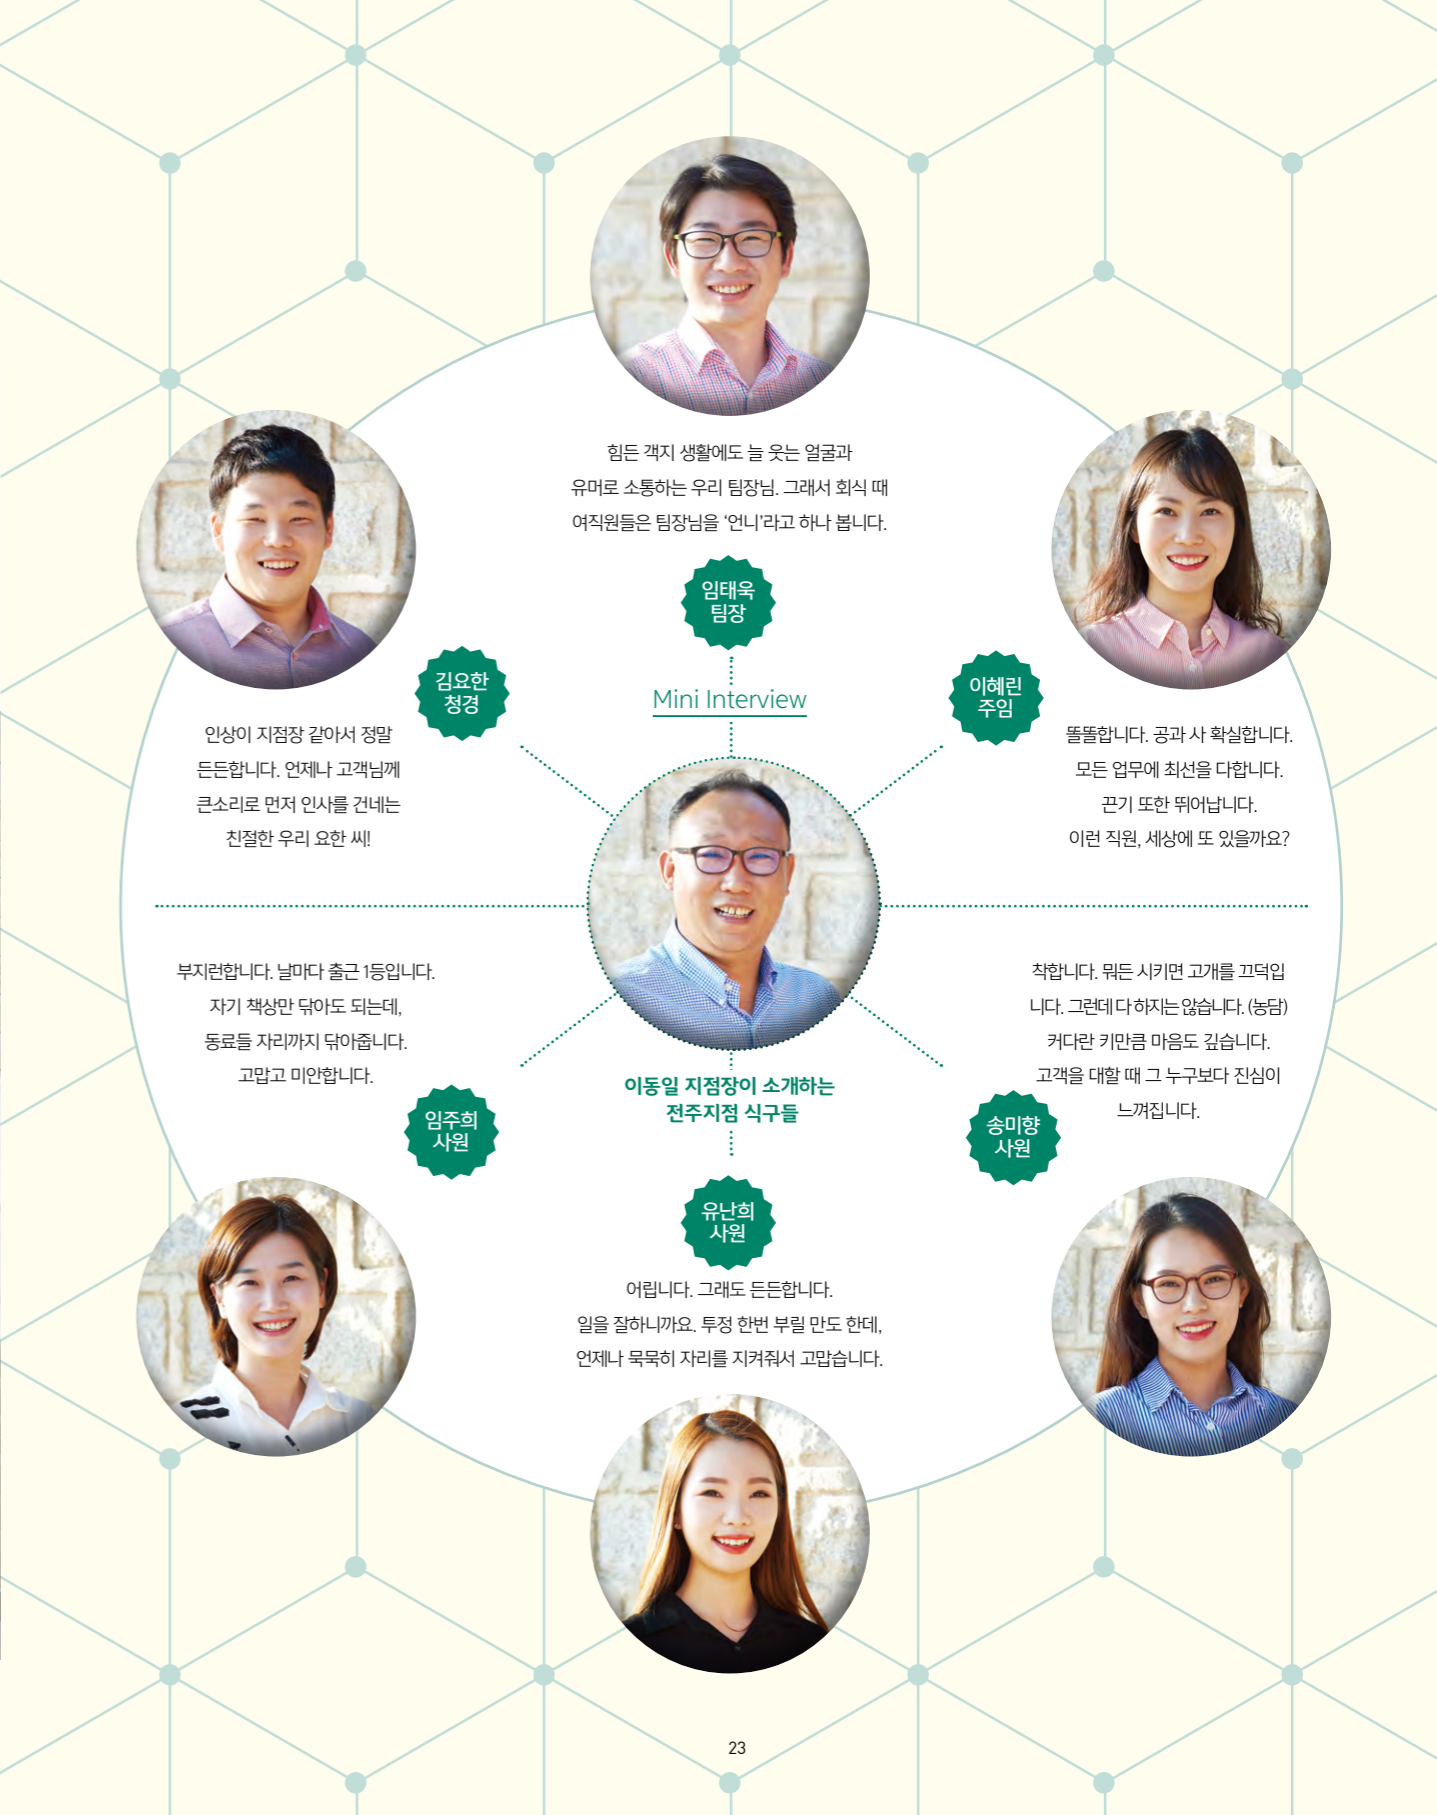 힘든 객지 생활에도 늘 웃는 얼굴과
유머로 소통하는 우리 팀장님. 그래서 회식 때
여직원들은 팀장님을 ‘언니’라고 하나 봅니다.
임태욱
팀장
김요한
청경
인상이 지점장 같아서 정말
든든합니다. 언제나 고객님께
큰소리로 먼저 인사를 건네는
친절한 우리 요한 씨!
Mini Interview
이혜린
주임
똘똘합니다. 공과 사 확실합니다.
모든 업무에 최선을 다합니다.
끈기 또한 뛰어납니다.
이런 직원, 세상에 또 있을까요?
부지런합니다. 날마다 출근 1등입니다.
자기 책상만 닦아도 되는데,
동료들 자리까지 닦아줍니다.
고맙고 미안합니다.
임주희
사원
이동일 지점장이 소개하는
전주지점 식구들
착합니다. 뭐든 시키면 고개를 끄덕입
니다. 그런데 다 하지는 않습니다. (농담)
커다란 키만큼 마음도 깊습니다.
고객을 대할 때 그 누구보다 진심이
느껴집니다.
송미향
사원
유난희
사원
어립니다. 그래도 든든합니다.
일을 잘하니까요. 투정 한번 부릴 만도 한데,
언제나 묵묵히 자리를 지켜줘서 고맙습니다.
23